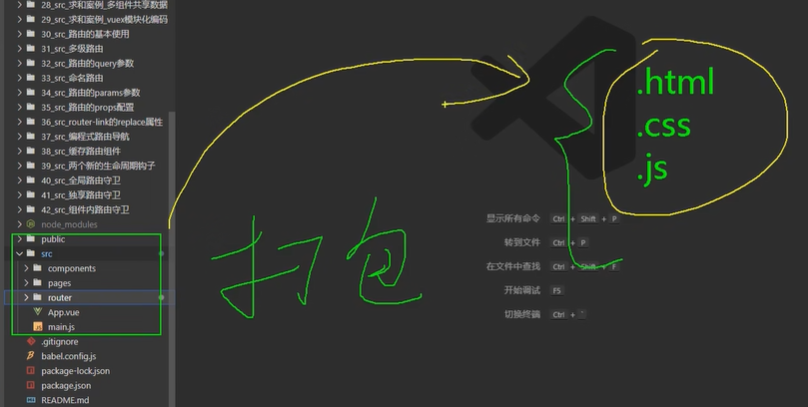 28_src_求和案例_多组件共享数据
29_src_求和案例_vuex模块化编码
30_src_路由的基本使用
31_src_多级路由
32_src_路由的query参数
33_src_命名路由
34_src_路由的params参数
35_src_路由的props配置
36_src_router-link的replace属性
37_src_编程式路由导航
38_src_缓存路由组件
39_src_两个新的生命周期钩子
40_src_全局路由守卫
41_src_独享路由守卫
42_src_组件内路由守卫
node_modules
public
src
components
pages
router
App.vue
main.js
.gitignore
babel.config.js
package-lock.json
package.json
README.md
.html
.css
.js
打包
显示所有命令 Ctrl + Shift + P
转到文件 Ctrl + P
在文件中查找 Ctrl + Shift + F
开始调试 F5
切换终端 Ctrl + `